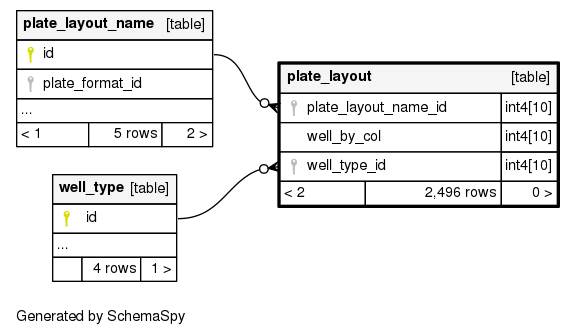 plate_layout_name [table]
id
plate_format_id
...
< 1 5 rows 2 >
plate_layout [table]
plate_layout_name_id int4[10]
well_by_col int4[10]
well_type_id int4[10]
< 2 2,496 rows 0 >
well_type [table]
id
...
4 rows 1 >
Generated by SchemaSpy